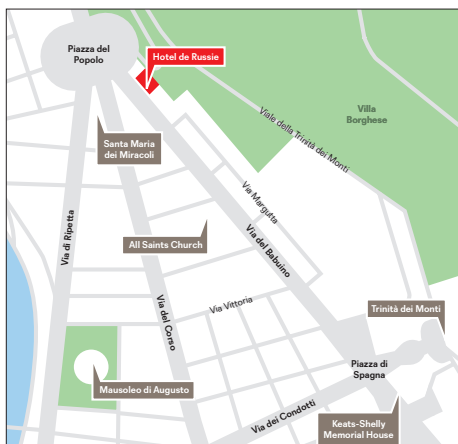 Piazza del
Popolo
Hotel de Russie
Villa
Borghese
Viale della Trinità dei Monti
Santa Maria
dei Miracoli
Via Margutta
Via di Ripetta
All Saints Church
Via del Babuino
Via Vittoria
Via del Corso
Trinità dei Monti
Piazza di
Spagna
Mausoleo di Augusto
Via dei Condotti
Keats-Shelly
Memorial House